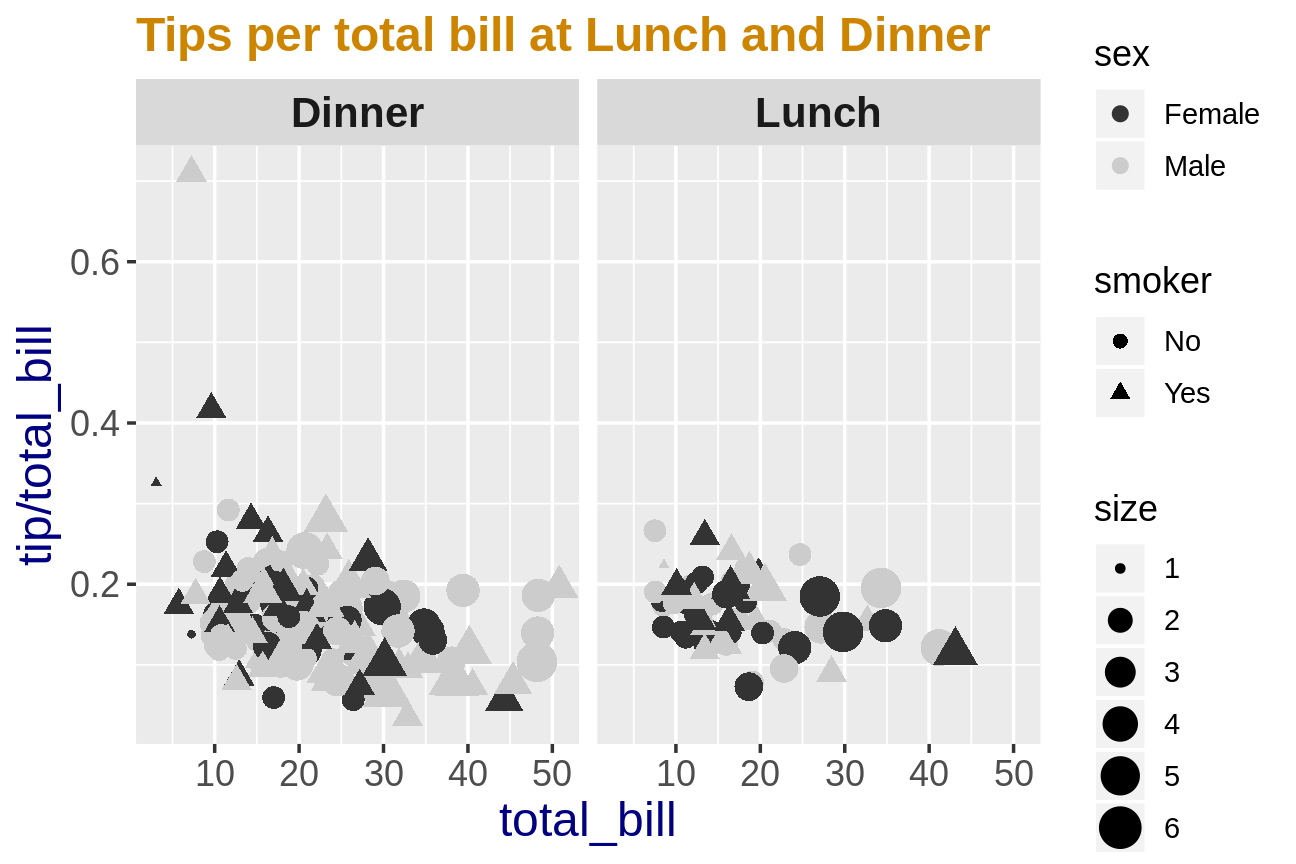 Tips per total bill at Lunch and Dinner
Dinner
Lunch
tip/total_bill
0.6
0.4
0.2
10 20 30 40 50
10 20 30 40 50
total_bill
sex
Female
Male
smoker
No
Yes
size
1
2
3
4
5
6